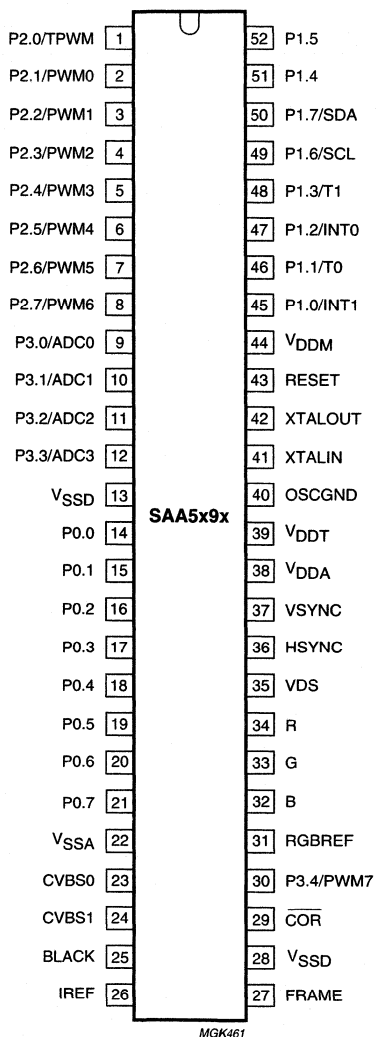 P2.0/TPWM 1 52 P1.5
P2.1/PWM0 2 51 P1.4
P2.2/PWM1 3 50 P1.7/SDA
P2.3/PWM2 4 49 P1.6/SCL
P2.4/PWM3 5 48 P1.3/T1
P2.5/PWM4 6 47 P1.2/INT0
P2.6/PWM5 7 46 P1.1/T0
P2.7/PWM6 8 45 P1.0/INT1
P3.0/ADC0 9 44 VDDM
P3.1/ADC1 10 43 RESET
P3.2/ADC2 11 42 XTALOUT
P3.3/ADC3 12 41 XTALIN
VSSD 13 40 OSCGND
SAA5x9x
P0.0 14 39 VDDT
P0.1 15 38 VDDA
P0.2 16 37 VSYNC
P0.3 17 36 HSYNC
P0.4 18 35 VDS
P0.5 19 34 R
P0.6 20 33 G
P0.7 21 32 B
VSSA 22 31 RGBREF
CVBS0 23 30 P3.4/PWM7
CVBS1 24 29 C̅O̅R̅
BLACK 25 28 VSSD
IREF 26 27 FRAME
MGK461